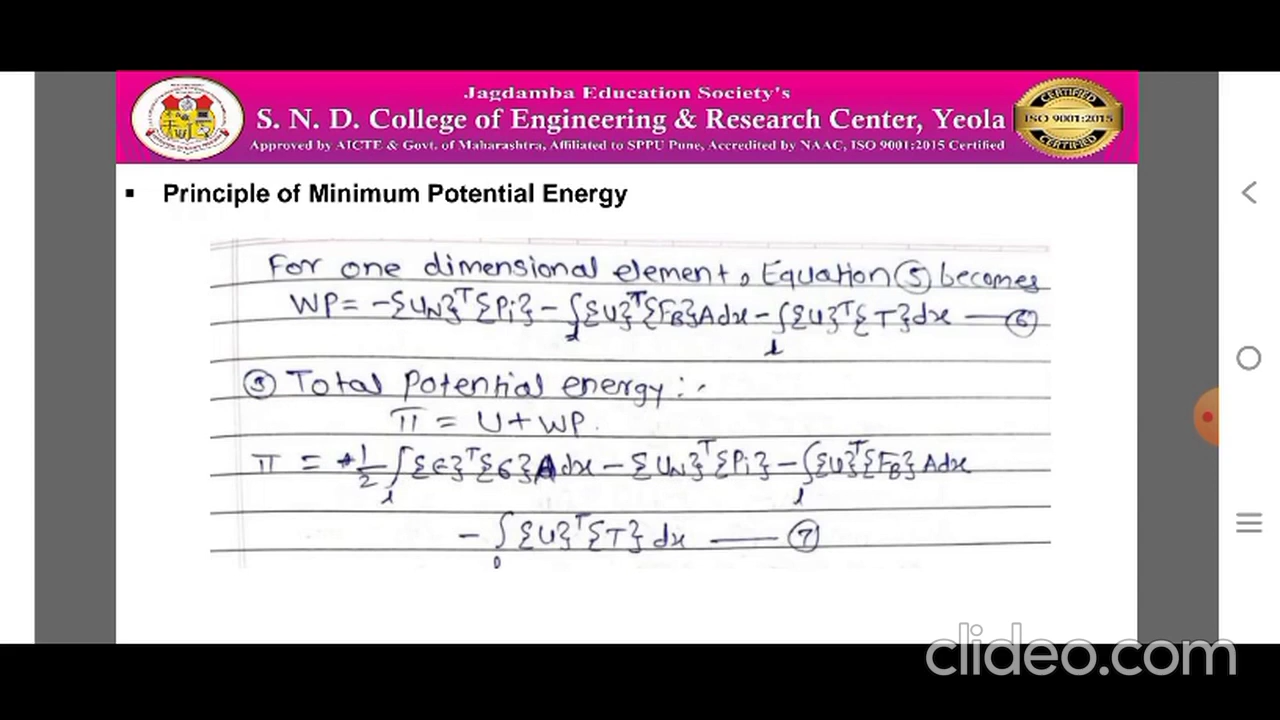 Jagdamba Education Society's
S. N. D. College of Engineering & Research Center, Yeola
Approved by AICTE & Govt. of Maharashtra, Affiliated to SPPU Pune, Accredited by NAAC, ISO 9001:2015 Certified
CERTIFIED
ISO 9001:2015
CERTIFIED
▪ Principle of Minimum Potential Energy
For one dimensional element, Equation ⑤ becomes
WP = -{UN}ᵀ{Pi} - ∫l {U}ᵀ{FB}Adx - ∫l {U}ᵀ{T}dx — ⑥
③ Total potential energy :-
π = U + WP.
π = +1/2 ∫l {ε}ᵀ{σ}Adx - {UN}ᵀ{Pi} - ∫l {U}ᵀ{FB} Adx
- ∫0 {U}ᵀ{T} dx — ⑦
clideo.com